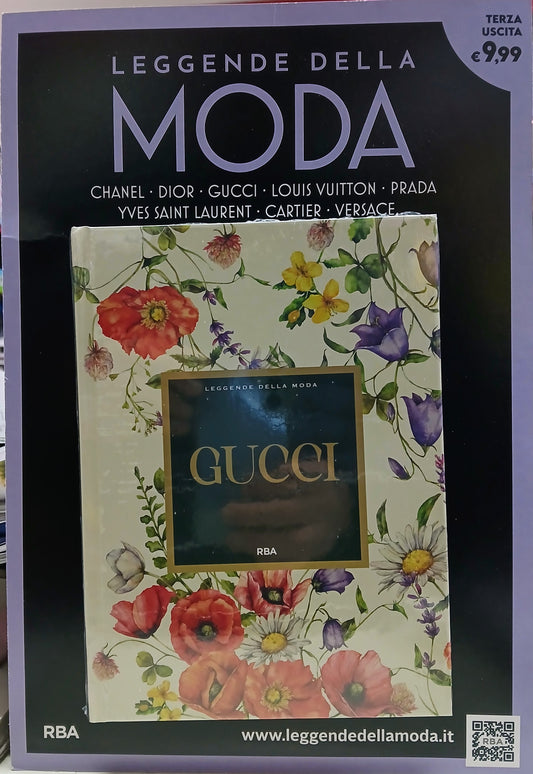 TERZA
USCITA
€9,99
LEGGENDE DELLA
MODA
CHANEL · DIOR · GUCCI · LOUIS VUITTON · PRADA
YVES SAINT LAURENT · CARTIER · VERSACE
LEGGENDE DELLA MODA
GUCCI
RBA
RBA
www.leggendedellamoda.it
RBA